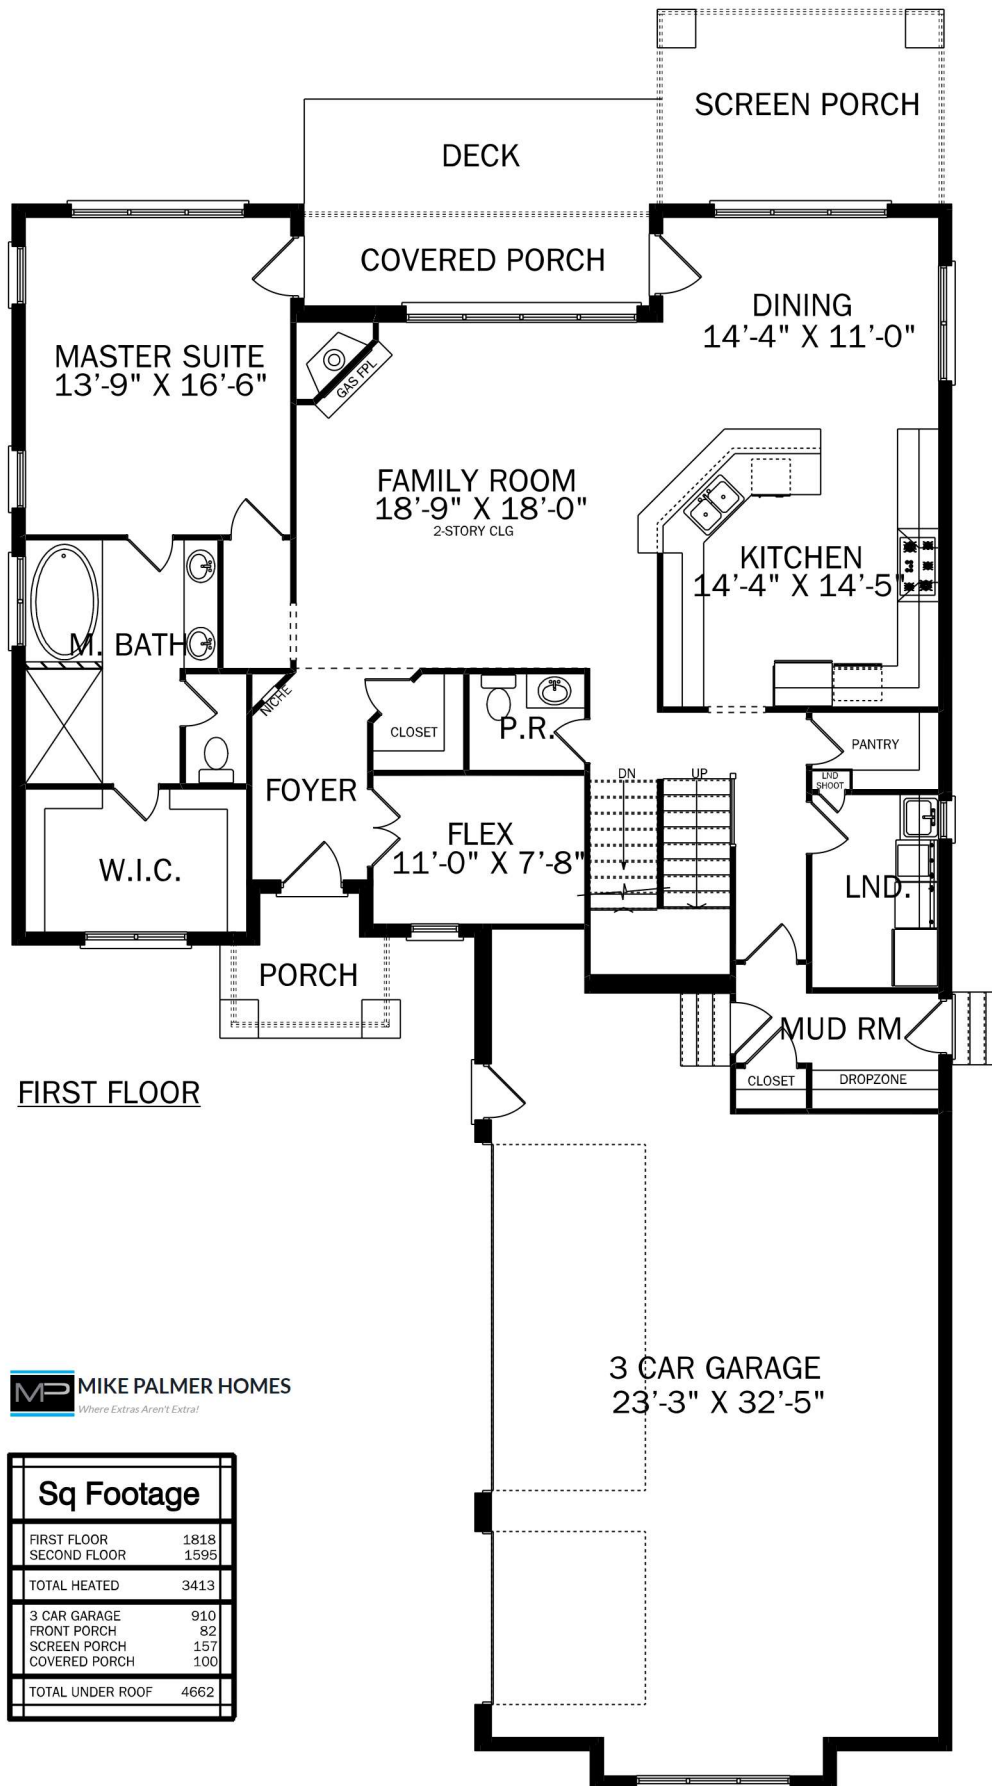 SCREEN PORCH
DECK
COVERED PORCH
DINING
14'-4" X 11'-0"
MASTER SUITE
13'-9" X 16'-6"
GAS FPL
FAMILY ROOM
18'-9" X 18'-0"
2-STORY CLG
KITCHEN
14'-4" X 14'-5"
M. BATH
NICHE
CLOSET
P.R.
PANTRY
DN
UP
LND
SHOOT
FOYER
FLEX
11'-0" X 7'-8"
W.I.C.
LND.
PORCH
MUD RM
CLOSET
DROPZONE
FIRST FLOOR
3 CAR GARAGE
23'-3" X 32'-5"
MP MIKE PALMER HOMES
Where Extras Aren't Extra!
Sq Footage
FIRST FLOOR 1818
SECOND FLOOR 1595
TOTAL HEATED 3413
3 CAR GARAGE 910
FRONT PORCH 82
SCREEN PORCH 157
COVERED PORCH 100
TOTAL UNDER ROOF 4662